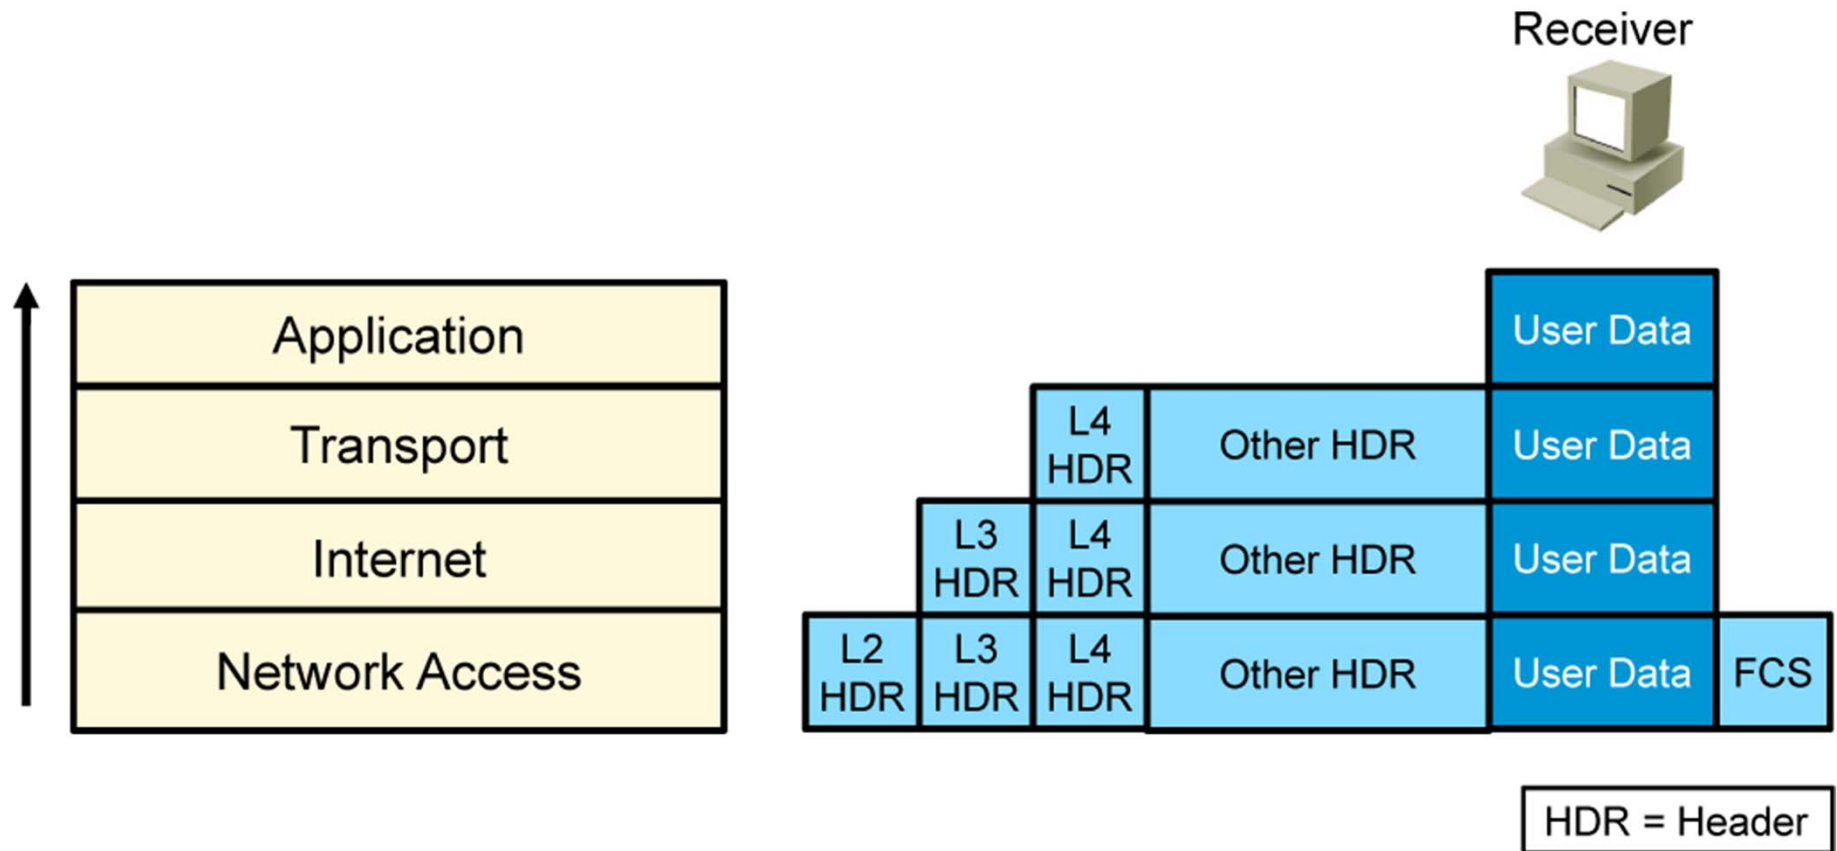 Receiver
Application
User Data
Transport
L4
HDR
Other HDR
User Data
Internet
L3
HDR
L4
HDR
Other HDR
User Data
Network Access
L2
HDR
L3
HDR
L4
HDR
Other HDR
User Data
FCS
HDR = Header